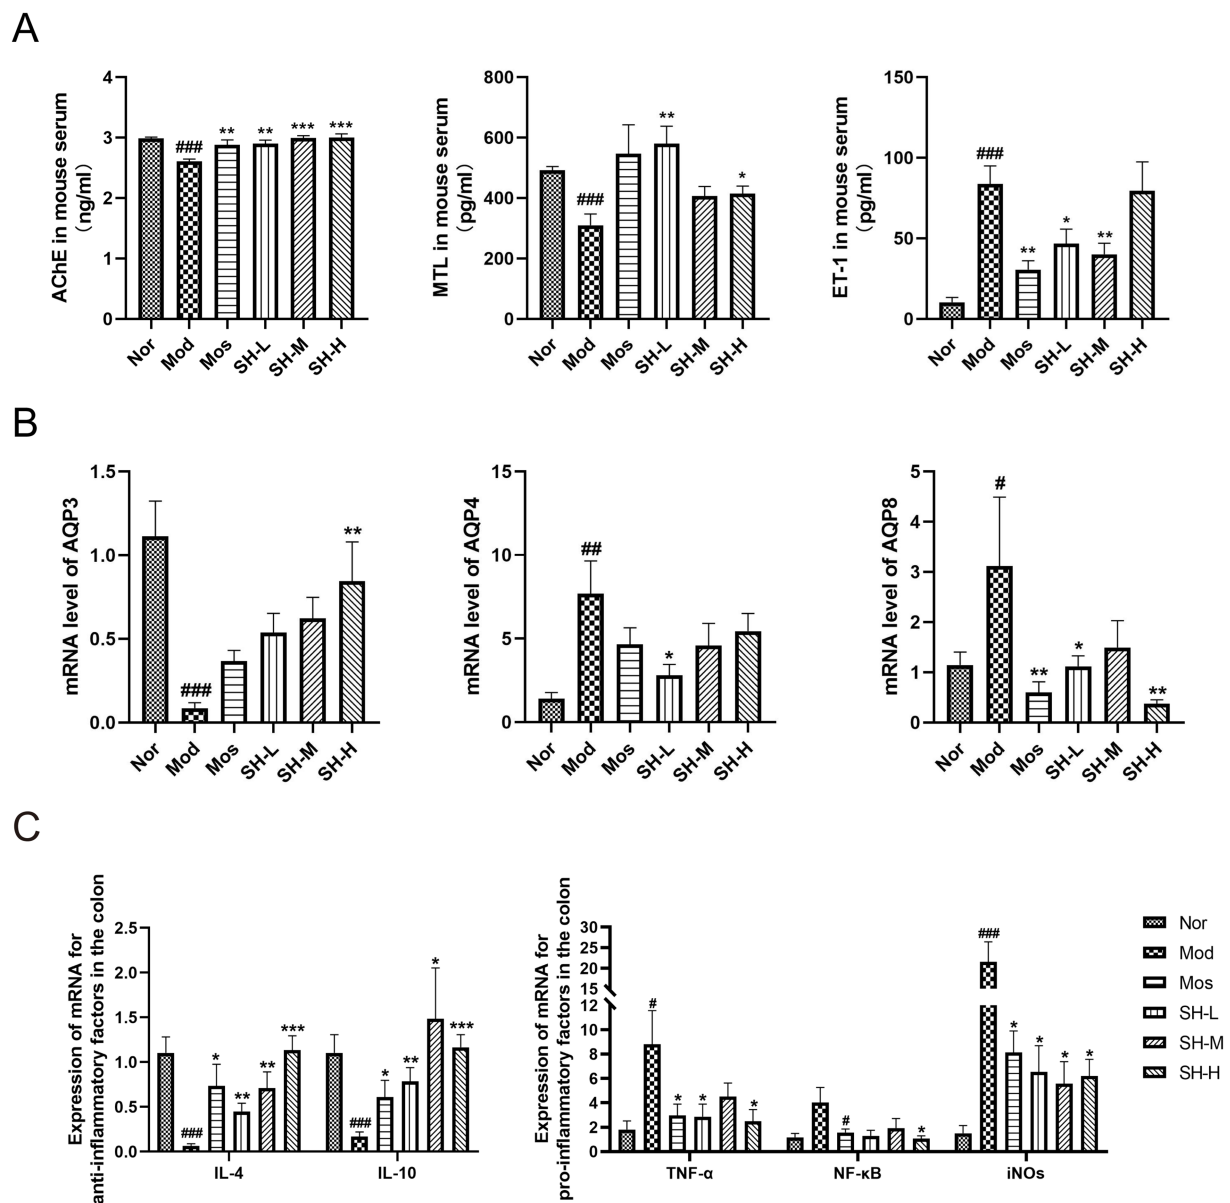 A
AChE in mouse serum
(ng/ml)
4
3
2
1
0
###
**
**
***
***
Nor
Mod
Mos
SH-L
SH-M
SH-H
MTL in mouse serum
(pg/ml)
800
600
400
200
0
###
**
*
Nor
Mod
Mos
SH-L
SH-M
SH-H
ET-1 in mouse serum
(pg/ml)
150
100
50
0
###
**
*
**
Nor
Mod
Mos
SH-L
SH-M
SH-H
B
mRNA level of AQP3
1.5
1.0
0.5
0.0
###
**
Nor
Mod
Mos
SH-L
SH-M
SH-H
mRNA level of AQP4
15
10
5
0
##
*
Nor
Mod
Mos
SH-L
SH-M
SH-H
mRNA level of AQP8
5
4
3
2
1
0
#
**
*
**
Nor
Mod
Mos
SH-L
SH-M
SH-H
C
Expression of mRNA for
anti-inflammatory factors in the colon
2.5
2.0
1.5
1.0
0.5
0.0
###
*
**
**
***
###
*
**
*
***
IL-4
IL-10
Expression of mRNA for
pro-inflammatory factors in the colon
30
25
20
15
12
10
8
6
4
2
0
#
*
*
*
#
*
###
*
*
*
*
TNF-α
NF-κB
iNOs
Nor
Mod
Mos
SH-L
SH-M
SH-H